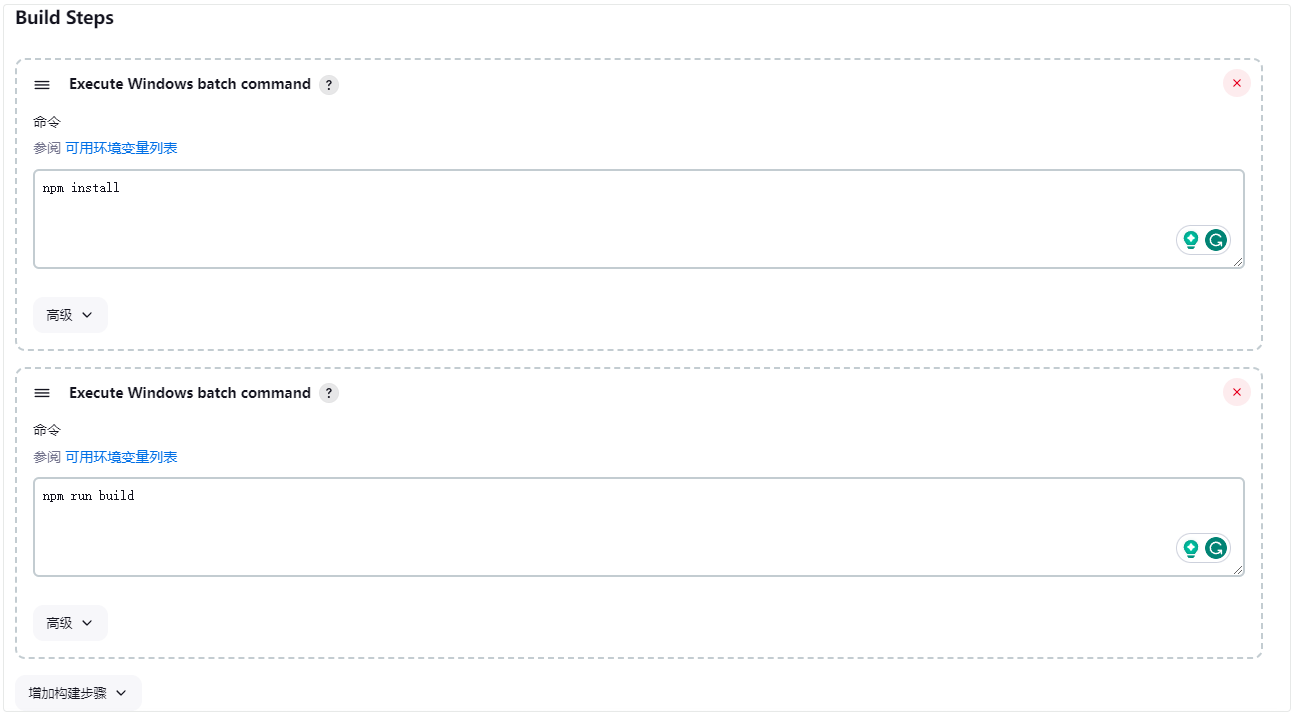 Build Steps
Execute Windows batch command ?
命令
参阅 可用环境变量列表
npm install
高级
Execute Windows batch command ?
命令
参阅 可用环境变量列表
npm run build
高级
增加构建步骤